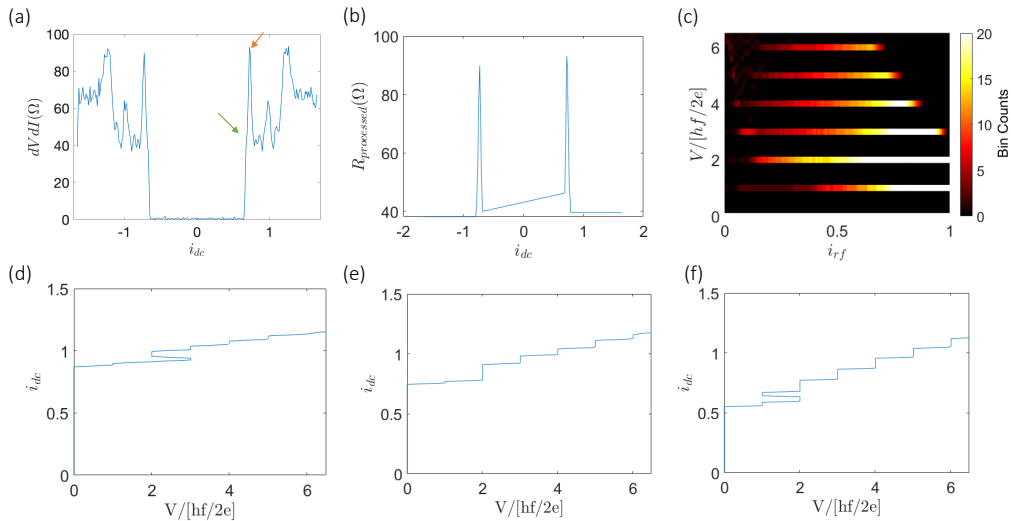 (a)
100
80
60
40
20
0
dVdI(Ω)
-1
0
1
i_dc
(b)
100
80
60
40
R_processed(Ω)
-2
-1
0
1
2
i_dc
(c)
6
4
2
0
V/[hf/2e]
0
0.5
1
i_rf
20
15
10
5
0
Bin Counts
(d)
1.5
1
0.5
0
i_dc
0
2
4
6
V/[hf/2e]
(e)
1.5
1
0.5
0
i_dc
0
2
4
6
V/[hf/2e]
(f)
1.5
1
0.5
0
i_dc
0
2
4
6
V/[hf/2e]